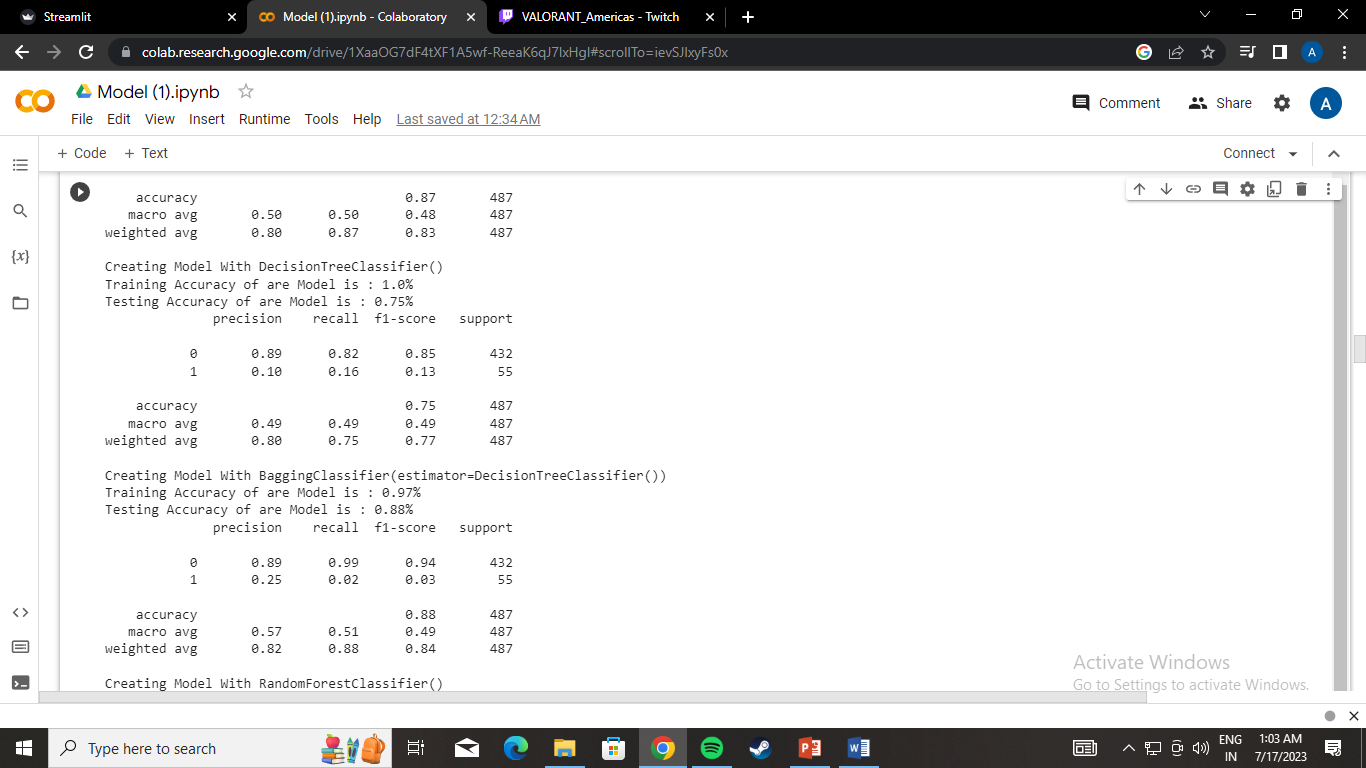 Streamlit
Model (1).ipynb - Colaboratory
VALORANT_Americas - Twitch
colab.research.google.com/drive/1XaaOG7dF4tXF1A5wf-ReeaK6qJ7lxHgI#scrollTo=ievSJlxyFs0x
A
Model (1).ipynb
File Edit View Insert Runtime Tools Help Last saved at 12:34 AM
Comment Share A
+ Code + Text
Connect
{x}
accuracy 0.87 487
macro avg 0.50 0.50 0.48 487
weighted avg 0.80 0.87 0.83 487
Creating Model With DecisionTreeClassifier()
Training Accuracy of are Model is : 1.0%
Testing Accuracy of are Model is : 0.75%
precision recall f1-score support
0 0.89 0.82 0.85 432
1 0.10 0.16 0.13 55
accuracy 0.75 487
macro avg 0.49 0.49 0.49 487
weighted avg 0.80 0.75 0.77 487
Creating Model With BaggingClassifier(estimator=DecisionTreeClassifier())
Training Accuracy of are Model is : 0.97%
Testing Accuracy of are Model is : 0.88%
precision recall f1-score support
0 0.89 0.99 0.94 432
1 0.25 0.02 0.03 55
accuracy 0.88 487
macro avg 0.57 0.51 0.49 487
weighted avg 0.82 0.88 0.84 487
Creating Model With RandomForestClassifier()
Activate Windows
Go to Settings to activate Windows.
Type here to search
ENG
IN
1:03 AM
7/17/2023